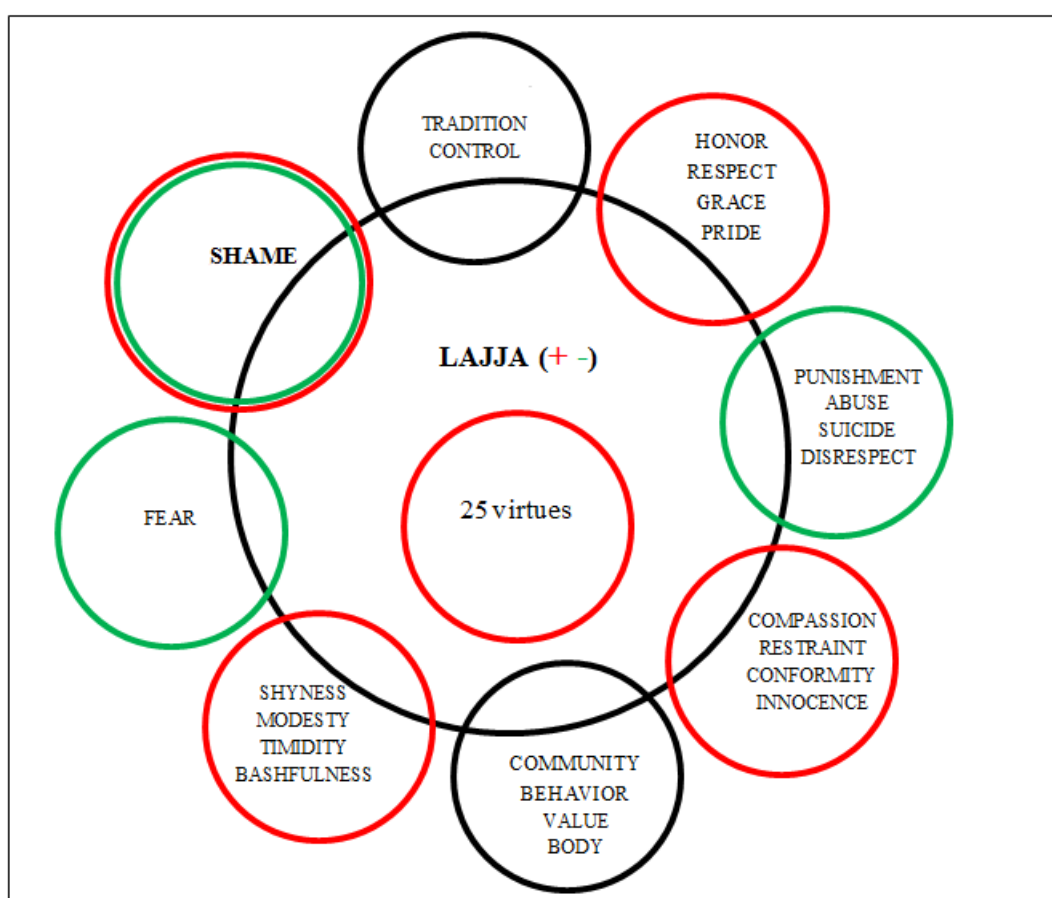 TRADITION
CONTROL
HONOR
RESPECT
GRACE
PRIDE
SHAME
LAJJA (+ -)
PUNISHMENT
ABUSE
SUICIDE
DISRESPECT
25 virtues
FEAR
COMPASSION
RESTRAINT
CONFORMITY
INNOCENCE
SHYNESS
MODESTY
TIMIDITY
BASHFULNESS
COMMUNITY
BEHAVIOR
VALUE
BODY